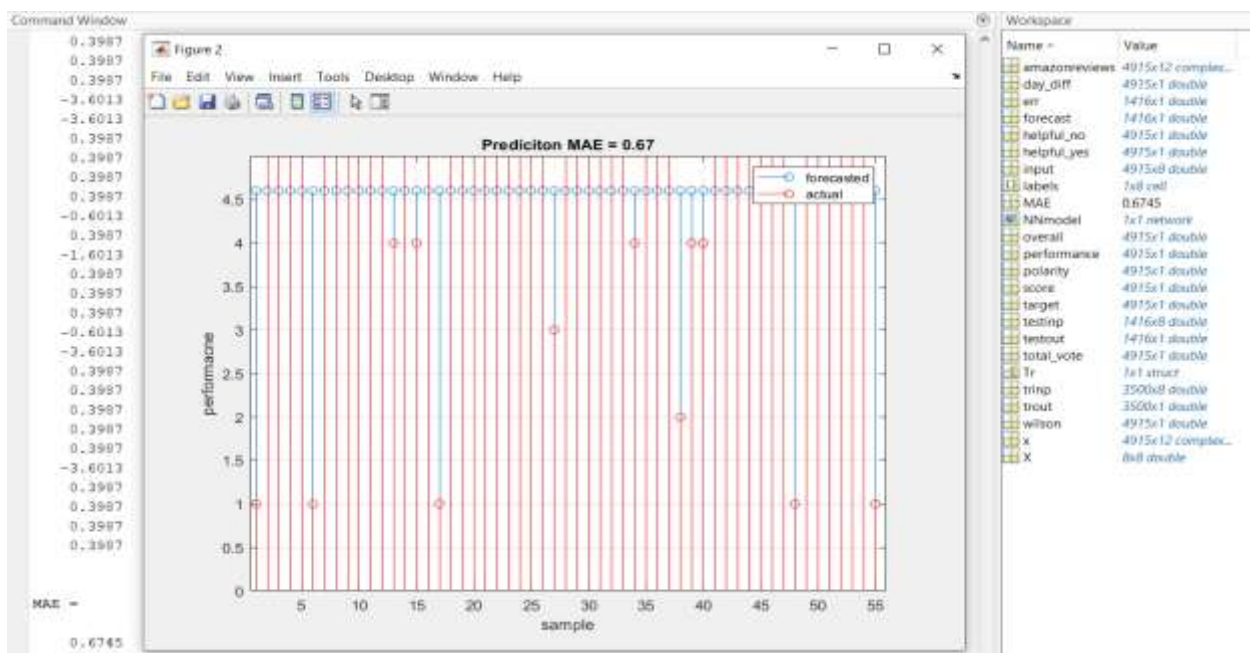 Command Window
0.3987
0.3987
0.3987
-3.6013
-3.6013
0.3987
0.3987
0.3987
0.3987
-0.6013
0.3987
-1.6013
0.3987
0.3987
0.3987
-0.6013
-3.6013
0.3987
0.3987
0.3987
0.3987
0.3987
-3.6013
0.3987
0.3987
0.3987
0.3987
MAE =
0.6745
Figure 2
File Edit View Insert Tools Desktop Window Help
Prediciton MAE = 0.67
forecasted
actual
4.5
4
3.5
3
2.5
2
1.5
1
0.5
0
performacne
5 10 15 20 25 30 35 40 45 50 55
sample
Workspace
Name Value
amazonreviews 4915x12 complex...
day_diff 4915x1 double
err 1416x1 double
forecast 1416x1 double
helpful_no 4915x1 double
helpful_yes 4915x1 double
input 4915x8 double
labels 1x8 cell
MAE 0.6745
NNmodel 1x1 network
overall 4915x1 double
performance 4915x1 double
polarity 4915x1 double
score 4915x1 double
target 4915x1 double
testinp 1416x8 double
testout 1416x1 double
total_vote 4915x1 double
Tr 1x1 struct
trinp 3500x8 double
trout 3500x1 double
wilson 4915x1 double
x 4915x12 complex...
X 8x8 double